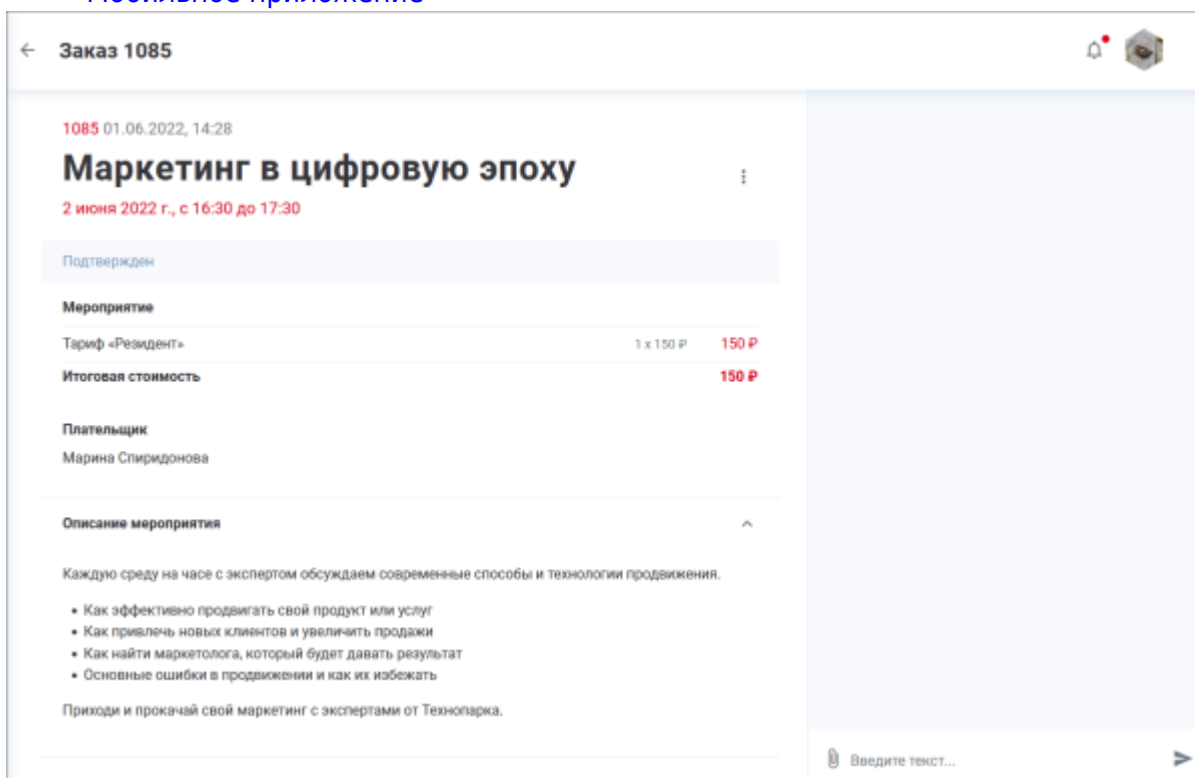 Мобильное приложение
Заказ 1085
1085 01.06.2022, 14:28
Маркетинг в цифровую эпоху
2 июня 2022 г., с 16:30 до 17:30
Подтвержден
Мероприятие
Тариф «Резидент» 1 x 150 ₽ 150 ₽
Итоговая стоимость 150 ₽
Плательщик
Марина Спиридонова
Описание мероприятия
Каждую среду на часе с экспертом обсуждаем современные способы и технологии продвижения.
• Как эффективно продвигать свой продукт или услуг
• Как привлечь новых клиентов и увеличить продажи
• Как найти маркетолога, который будет давать результат
• Основные ошибки в продвижении и как их избежать
Приходи и прокачай свой маркетинг с экспертами от Технопарка.
Введите текст...